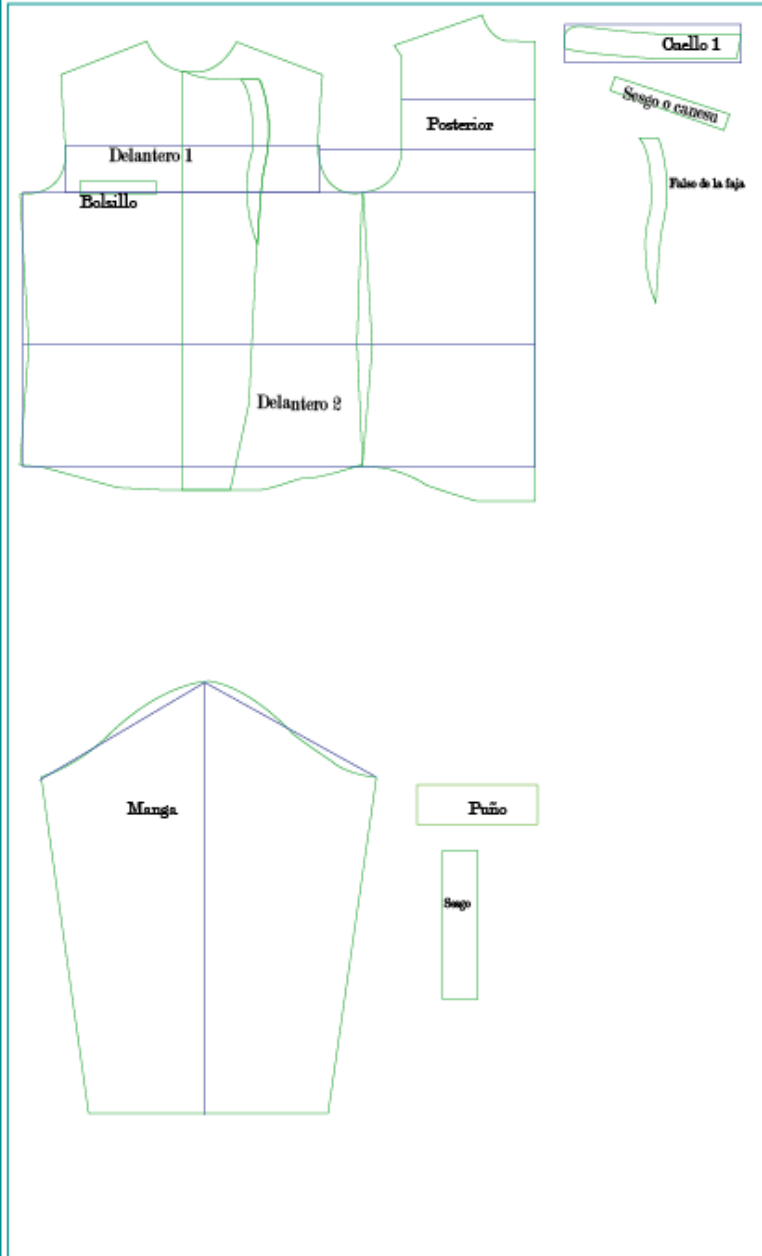 Cuello 1
Sesgo o canesu
Posterior
Delantero 1
Falso de la faja
Bolsillo
Delantero 2
Manga
Puño
Sesgo